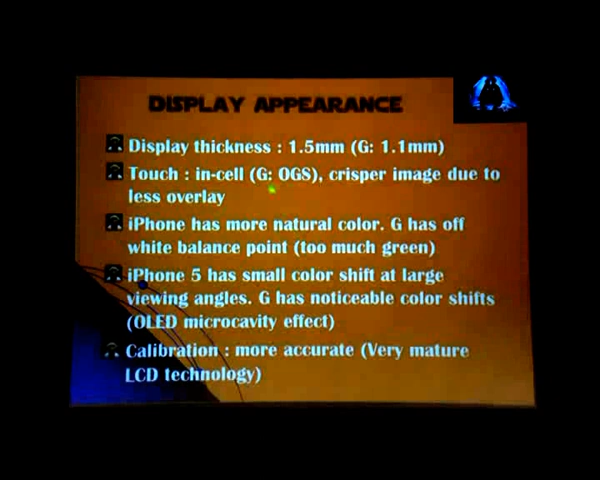 DISPLAY APPEARANCE
Display thickness : 1.5mm (G: 1.1mm)
Touch : in-cell (G: OGS), crisper image due to
less overlay
iPhone has more natural color. G has off
white balance point (too much green)
iPhone 5 has small color shift at large
viewing angles. G has noticeable color shifts
(OLED microcavity effect)
Calibration : more accurate (Very mature
LCD technology)